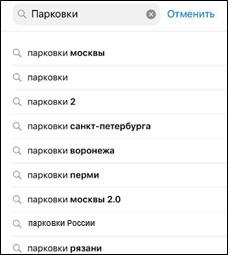 Парковки Отменить
парковки москвы
парковки
парковки 2
парковки санкт-петербурга
парковки воронежа
парковки перми
парковки москвы 2.0
парковки России
парковки рязани